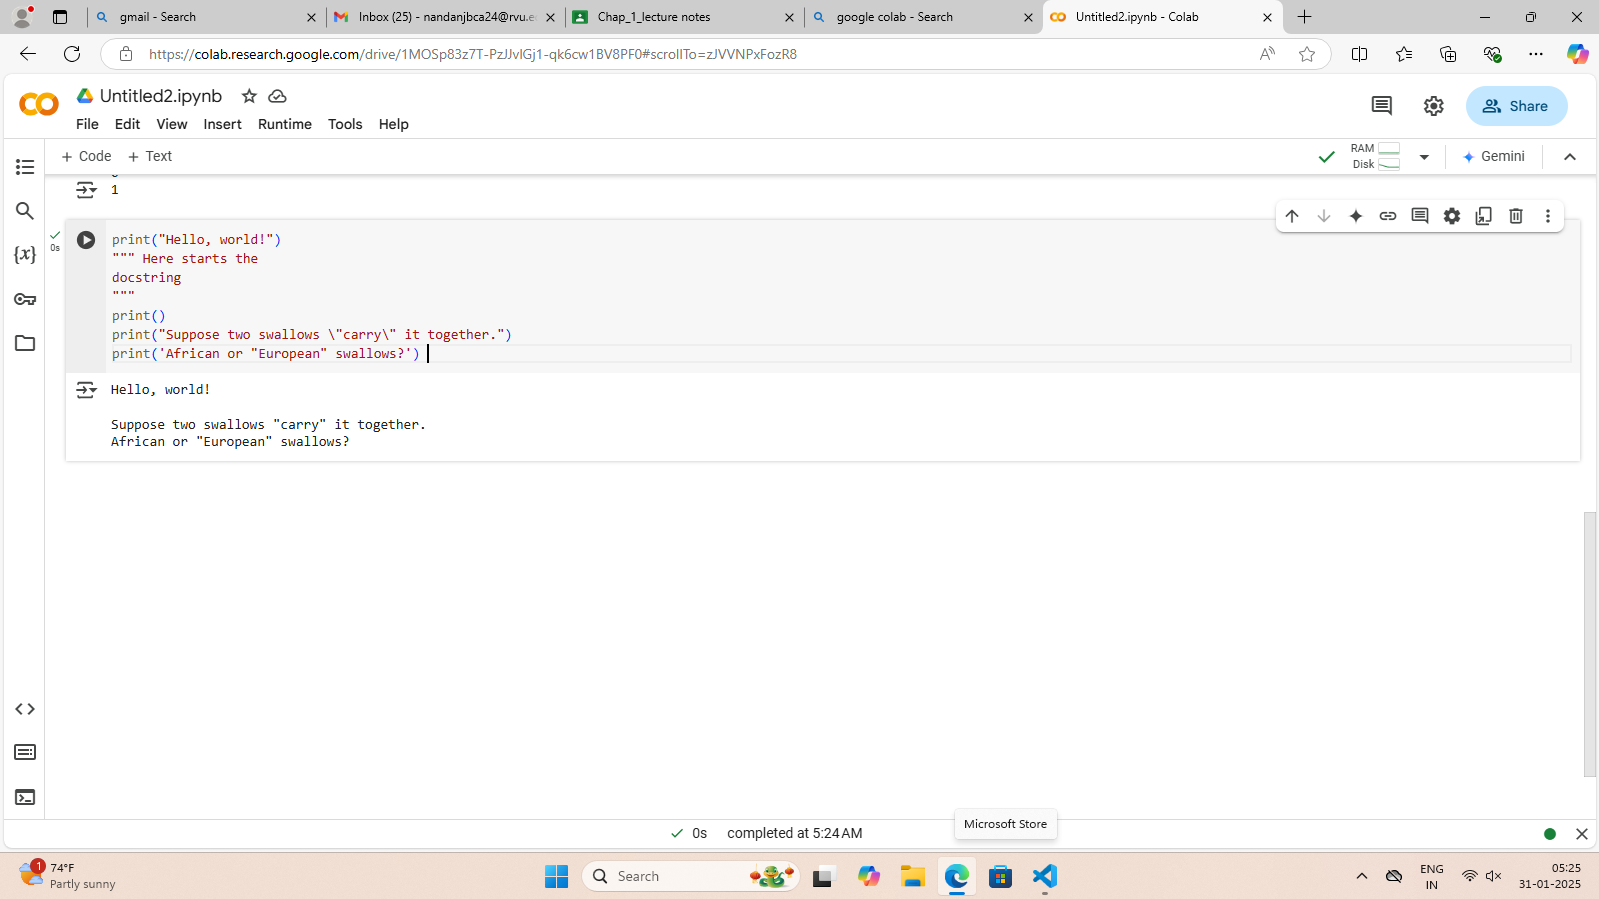 gmail - Search
Inbox (25) - nandanjbca24@rvu.e
Chap_1_lecture notes
google colab - Search
Untitled2.ipynb - Colab
https://colab.research.google.com/drive/1MOSp83z7T-PzJJvIGj1-qk6cw1BV8PF0#scrollTo=zJVVNPxFozR8
Untitled2.ipynb
File Edit View Insert Runtime Tools Help
Share
+ Code + Text
RAM
Disk
Gemini
1
0s
print("Hello, world!")
""" Here starts the
docstring
"""
print()
print("Suppose two swallows \"carry\" it together.")
print('African or "European" swallows?')
Hello, world!
Suppose two swallows "carry" it together.
African or "European" swallows?
{x}
0s completed at 5:24 AM
Microsoft Store
1
74°F
Partly sunny
Search
ENG
IN
05:25
31-01-2025